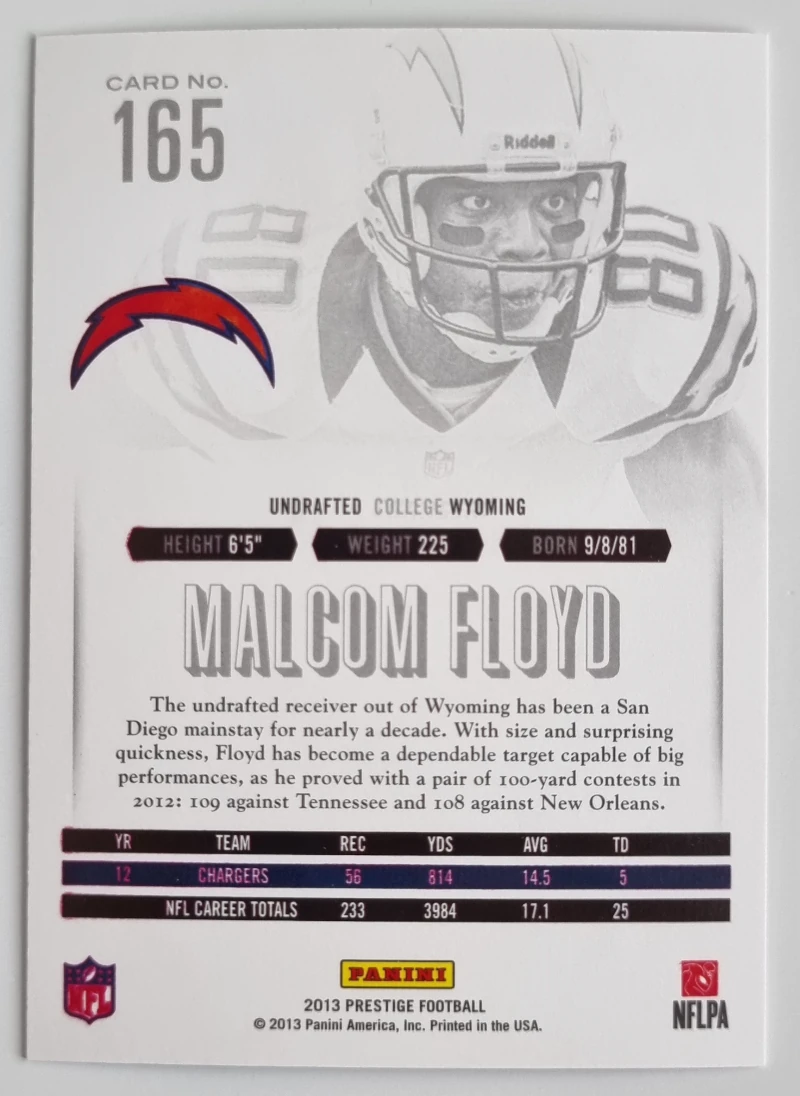 CARD No.
165
Riddell
80
80
NFL
UNDRAFTED COLLEGE WYOMING
HEIGHT 6'5" WEIGHT 225 BORN 9/8/81
MALCOM FLOYD
The undrafted receiver out of Wyoming has been a San
Diego mainstay for nearly a decade. With size and surprising
quickness, Floyd has become a dependable target capable of big
performances, as he proved with a pair of 100-yard contests in
2012: 109 against Tennessee and 108 against New Orleans.
YR TEAM REC YDS AVG TD
12 CHARGERS 56 814 14.5 5
NFL CAREER TOTALS 233 3984 17.1 25
NFL
PANINI
NFLPA
2013 PRESTIGE FOOTBALL
© 2013 Panini America, Inc. Printed in the USA.